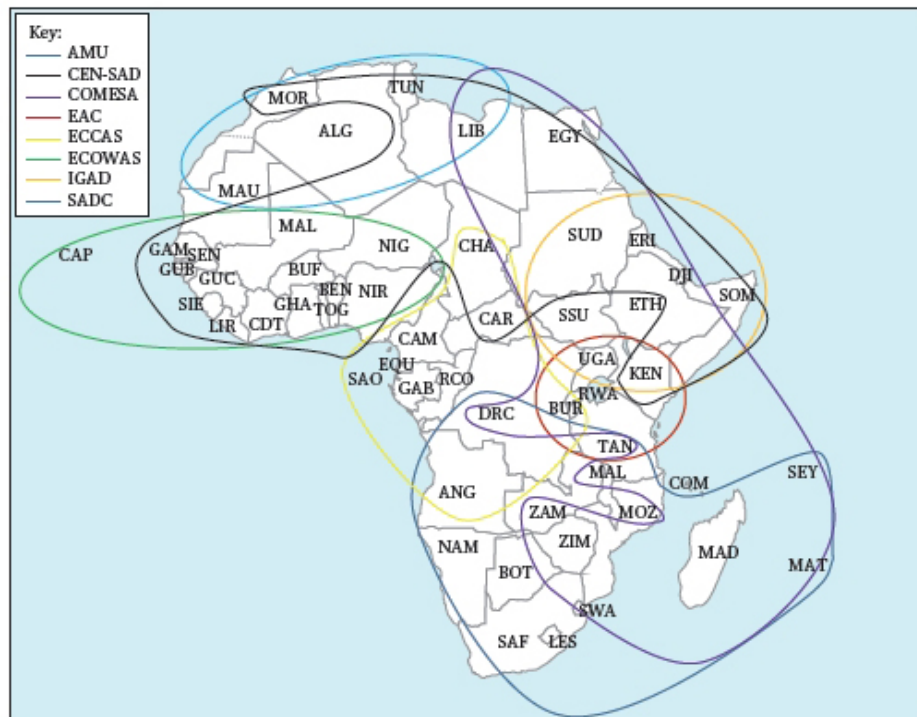 Key:
AMU
CEN-SAD
COMESA
EAC
ECCAS
ECOWAS
IGAD
SADC
MOR
TUN
ALG
LIB
EGY
MAU
MAL
NIG
CHA
SUD
ERI
CAP
GAM
SEN
GUB
GUC
BUF
BEN
NIR
DJI
SOM
SIE
GHA
TOG
LIR
CDT
CAR
SSU
ETH
CAM
EQU
SAO
GAB
RCO
UGA
KEN
RWA
BUR
DRC
TAN
ANG
MAL
COM
SEY
ZAM
MOZ
NAM
ZIM
MAD
BOT
MAT
SWA
SAF
LES